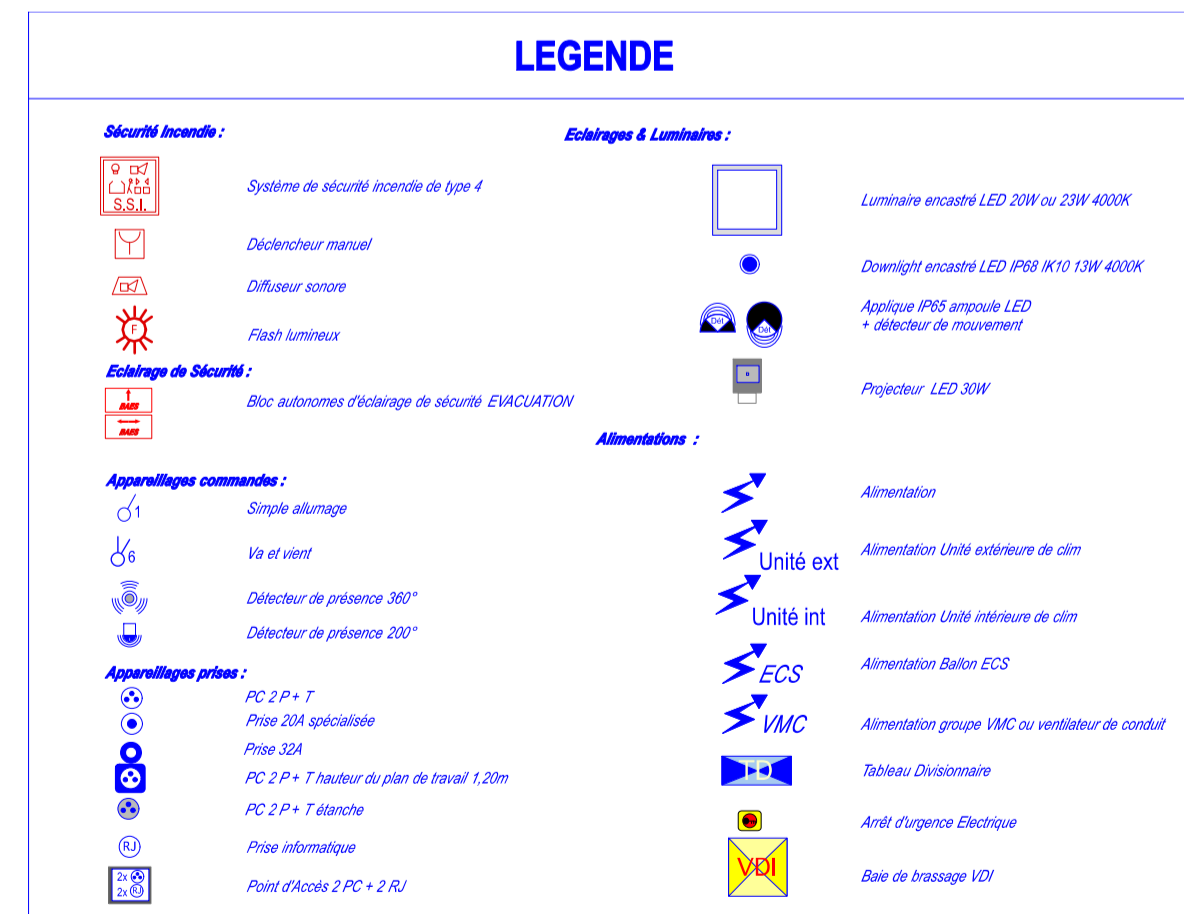 LEGENDE
Sécurité Incendie :
S.S.I.
Système de sécurité incendie de type 4
Déclencheur manuel
Diffuseur sonore
F
Flash lumineux
Eclairage de Sécurité :
BAES
Bloc autonomes d'éclairage de sécurité EVACUATION
BAES
Appareillages commandes :
1
Simple allumage
6
Va et vient
Détecteur de présence 360°
Détecteur de présence 200°
Appareillages prises :
PC 2 P + T
Prise 20A spécialisée
Prise 32A
PC 2 P + T hauteur du plan de travail 1,20m
PC 2 P + T étanche
RJ
Prise informatique
2x
2x RJ
Point d'Accès 2 PC + 2 RJ
Eclairages & Luminaires :
Luminaire encastré LED 20W ou 23W 4000K
Downlight encastré LED IP68 IK10 13W 4000K
Dét
Dét
Applique IP65 ampoule LED
+ détecteur de mouvement
Projecteur LED 30W
Alimentations :
Alimentation
Unité ext
Alimentation Unité extérieure de clim
Unité int
Alimentation Unité intérieure de clim
ECS
Alimentation Ballon ECS
VMC
Alimentation groupe VMC ou ventilateur de conduit
TD
Tableau Divisionnaire
Arrêt d'urgence Electrique
VDI
Baie de brassage VDI